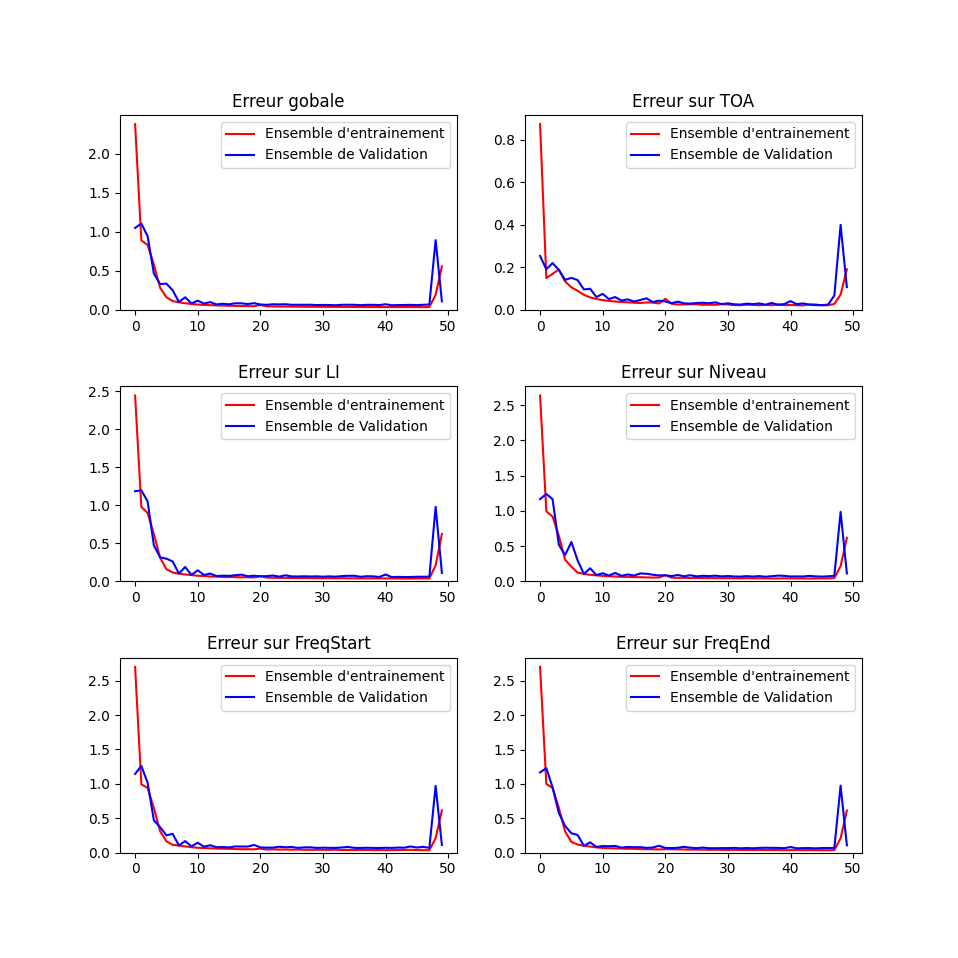 Erreur gobale
Ensemble d'entrainement
Ensemble de Validation
2.0
1.5
1.0
0.5
0.0
0 10 20 30 40 50
Erreur sur TOA
Ensemble d'entrainement
Ensemble de Validation
0.8
0.6
0.4
0.2
0.0
0 10 20 30 40 50
Erreur sur LI
Ensemble d'entrainement
Ensemble de Validation
2.5
2.0
1.5
1.0
0.5
0.0
0 10 20 30 40 50
Erreur sur Niveau
Ensemble d'entrainement
Ensemble de Validation
2.5
2.0
1.5
1.0
0.5
0.0
0 10 20 30 40 50
Erreur sur FreqStart
Ensemble d'entrainement
Ensemble de Validation
2.5
2.0
1.5
1.0
0.5
0.0
0 10 20 30 40 50
Erreur sur FreqEnd
Ensemble d'entrainement
Ensemble de Validation
2.5
2.0
1.5
1.0
0.5
0.0
0 10 20 30 40 50